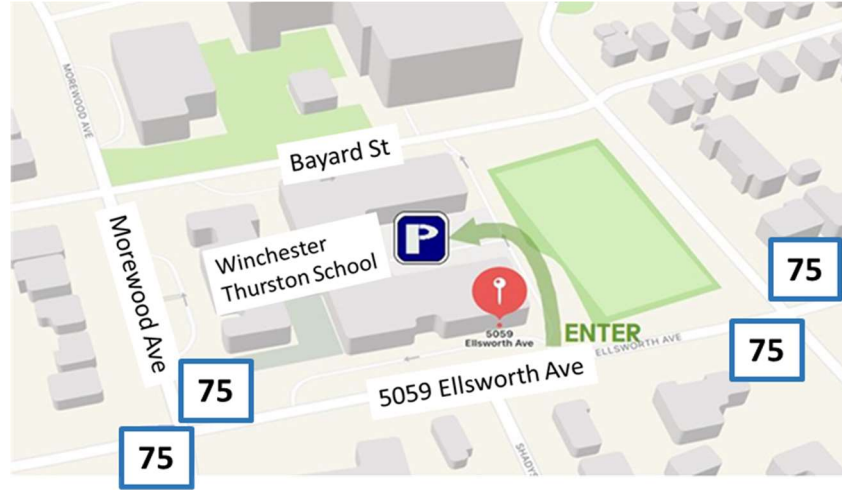 MOREWOOD AVE
Bayard St
Morewood Ave
Winchester
Thurston School
P
75
5059
Ellsworth Ave
ENTER
ELLSWORTH AVE
75
75
5059 Ellsworth Ave
75
SHADYS